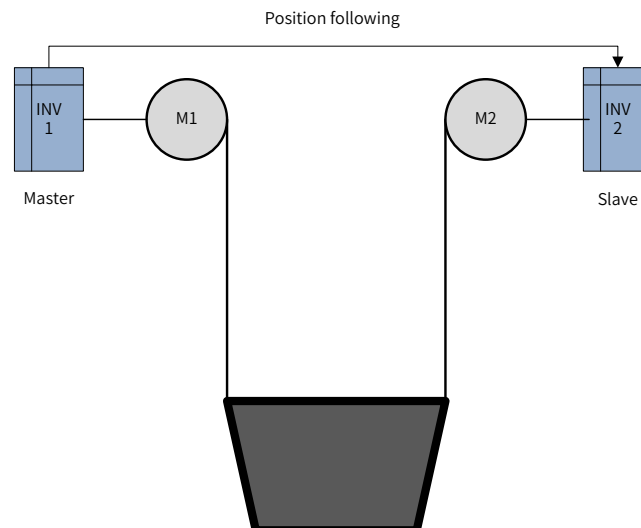 Position following
INV
1
M1
M2
INV
2
Master
Slave